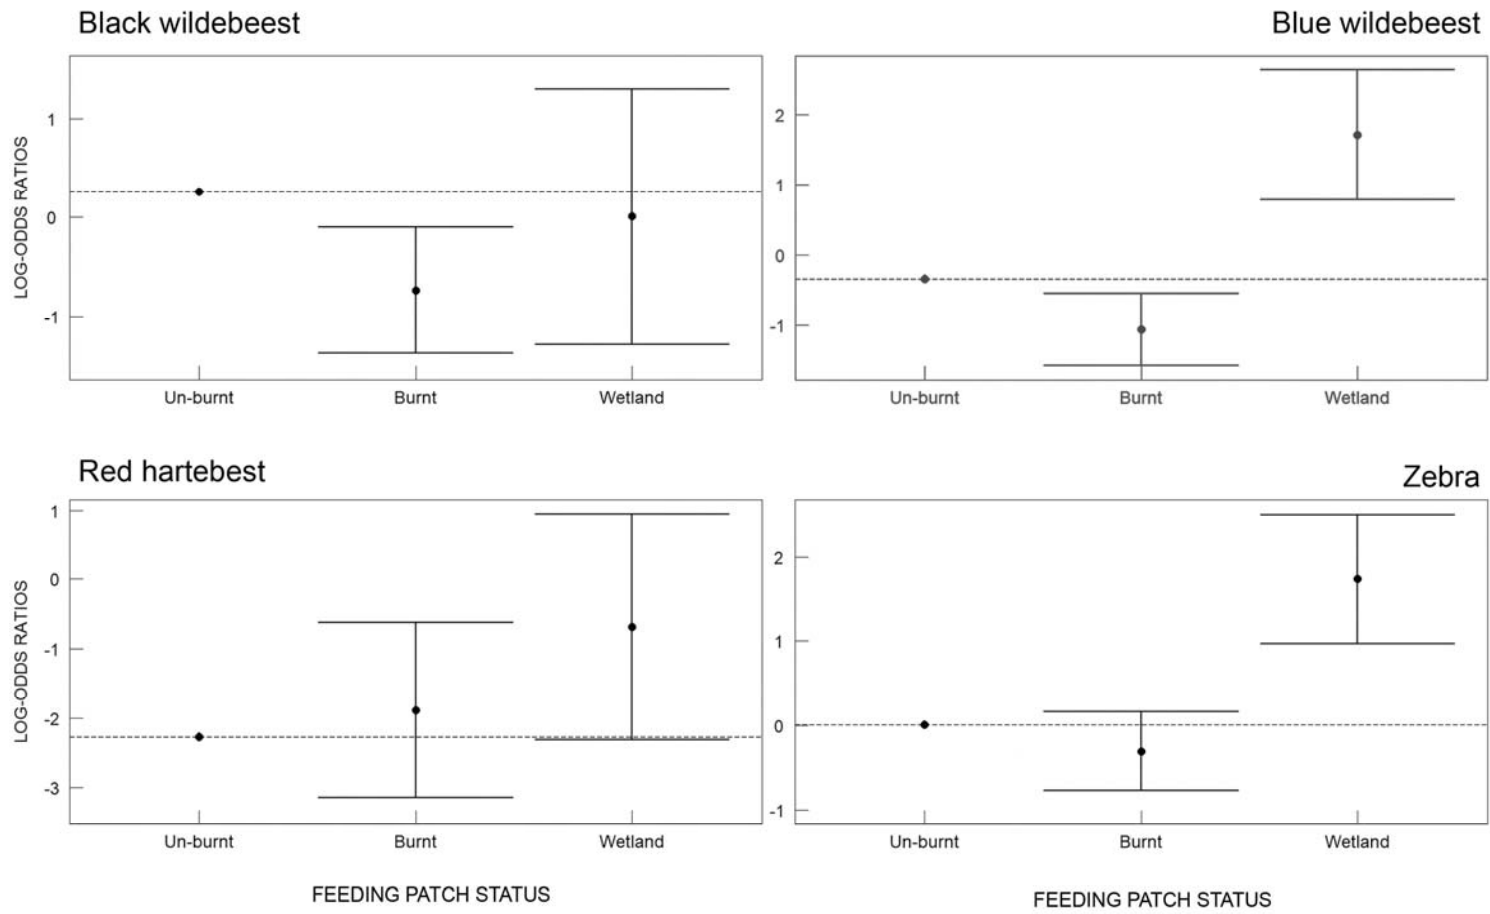 Black wildebeest
LOG-ODDS RATIOS
1
0
-1
Un-burnt Burnt Wetland
Blue wildebeest
2
1
0
-1
Un-burnt Burnt Wetland
Red hartebest
LOG-ODDS RATIOS
1
0
-1
-2
-3
Un-burnt Burnt Wetland
FEEDING PATCH STATUS
Zebra
2
1
0
-1
Un-burnt Burnt Wetland
FEEDING PATCH STATUS